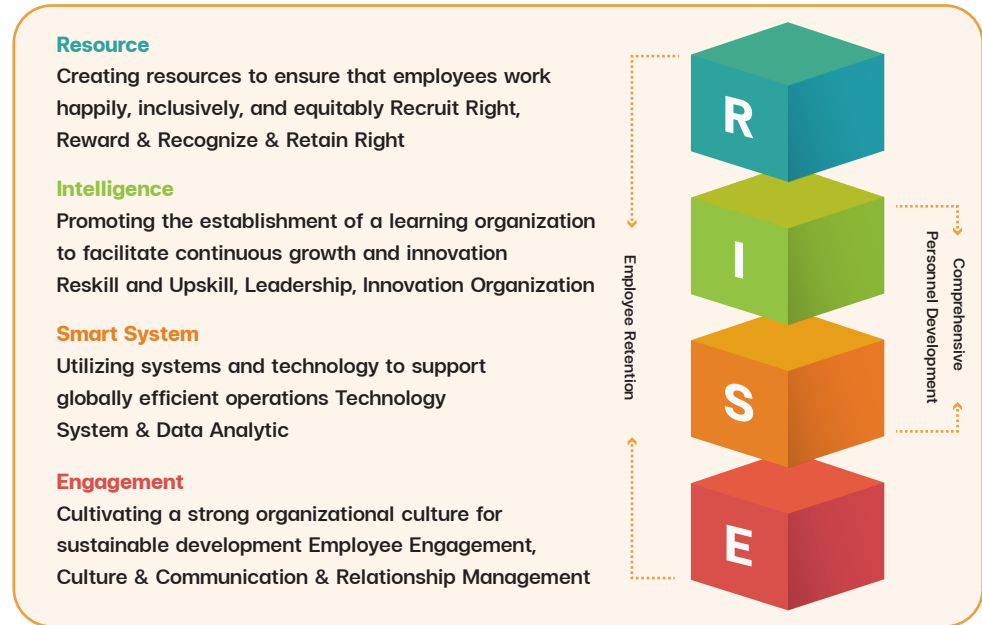 Resource
Creating resources to ensure that employees work
happily, inclusively, and equitably Recruit Right,
Reward & Recognize & Retain Right
Intelligence
Promoting the establishment of a learning organization
to facilitate continuous growth and innovation
Reskill and Upskill, Leadership, Innovation Organization
Smart System
Utilizing systems and technology to support
globally efficient operations Technology
System & Data Analytic
Engagement
Cultivating a strong organizational culture for
sustainable development Employee Engagement,
Culture & Communication & Relationship Management
Employee Retention
R
I
S
E
Comprehensive
Personnel Development